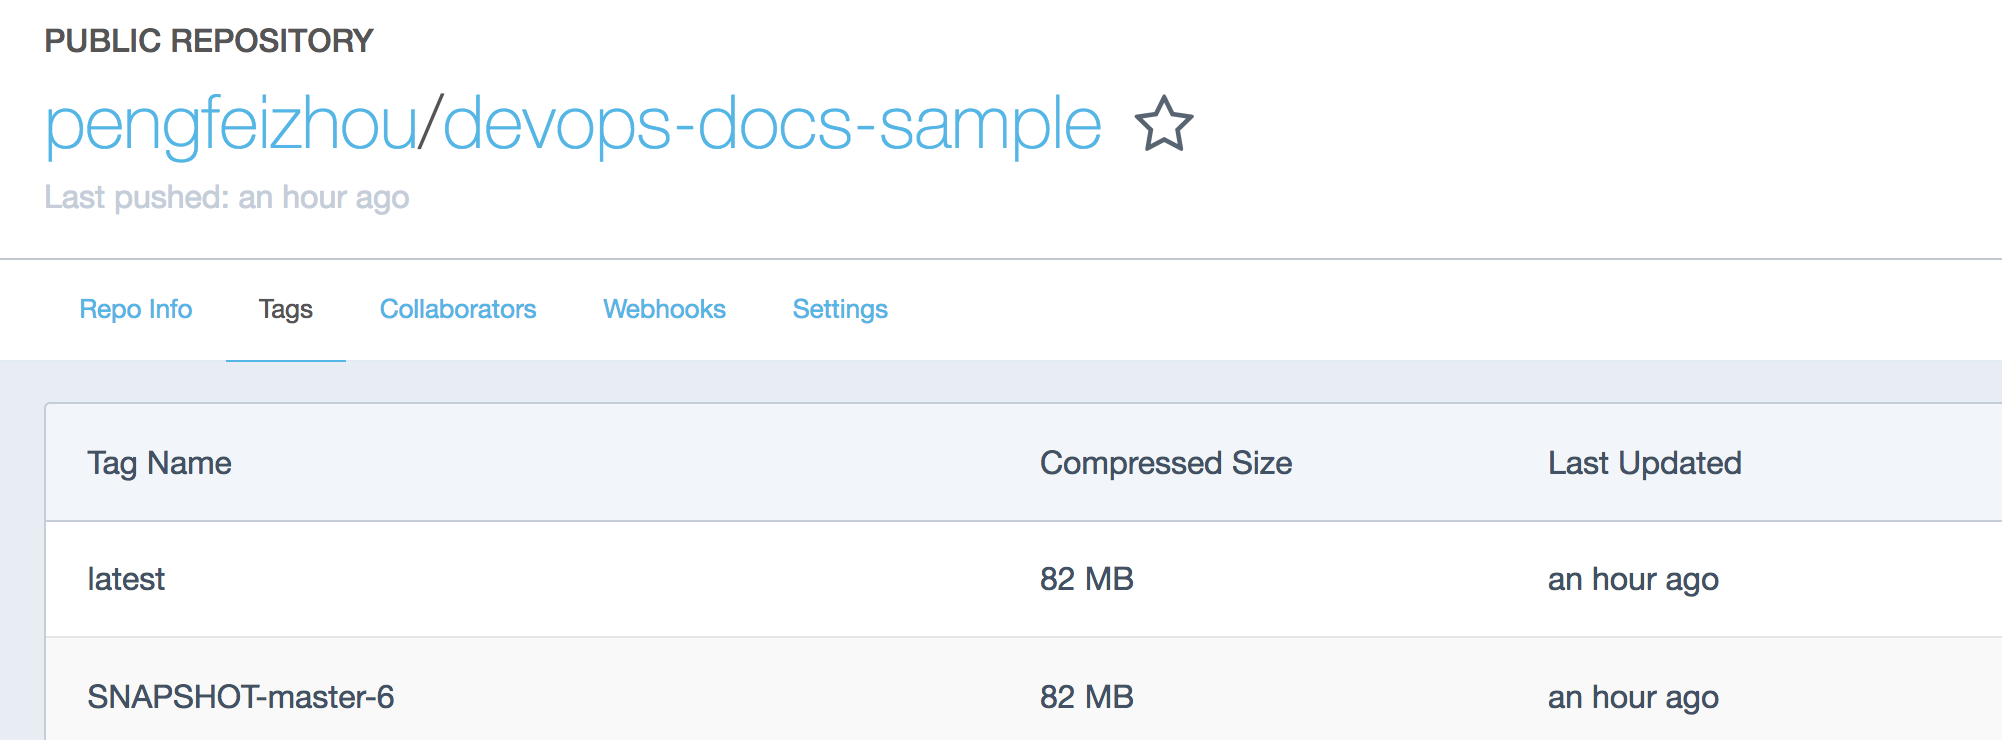 PUBLIC REPOSITORY
pengfeizhou/devops-docs-sample
Last pushed: an hour ago
Repo Info Tags Collaborators Webhooks Settings
Tag Name Compressed Size Last Updated
latest 82 MB an hour ago
SNAPSHOT-master-6 82 MB an hour ago